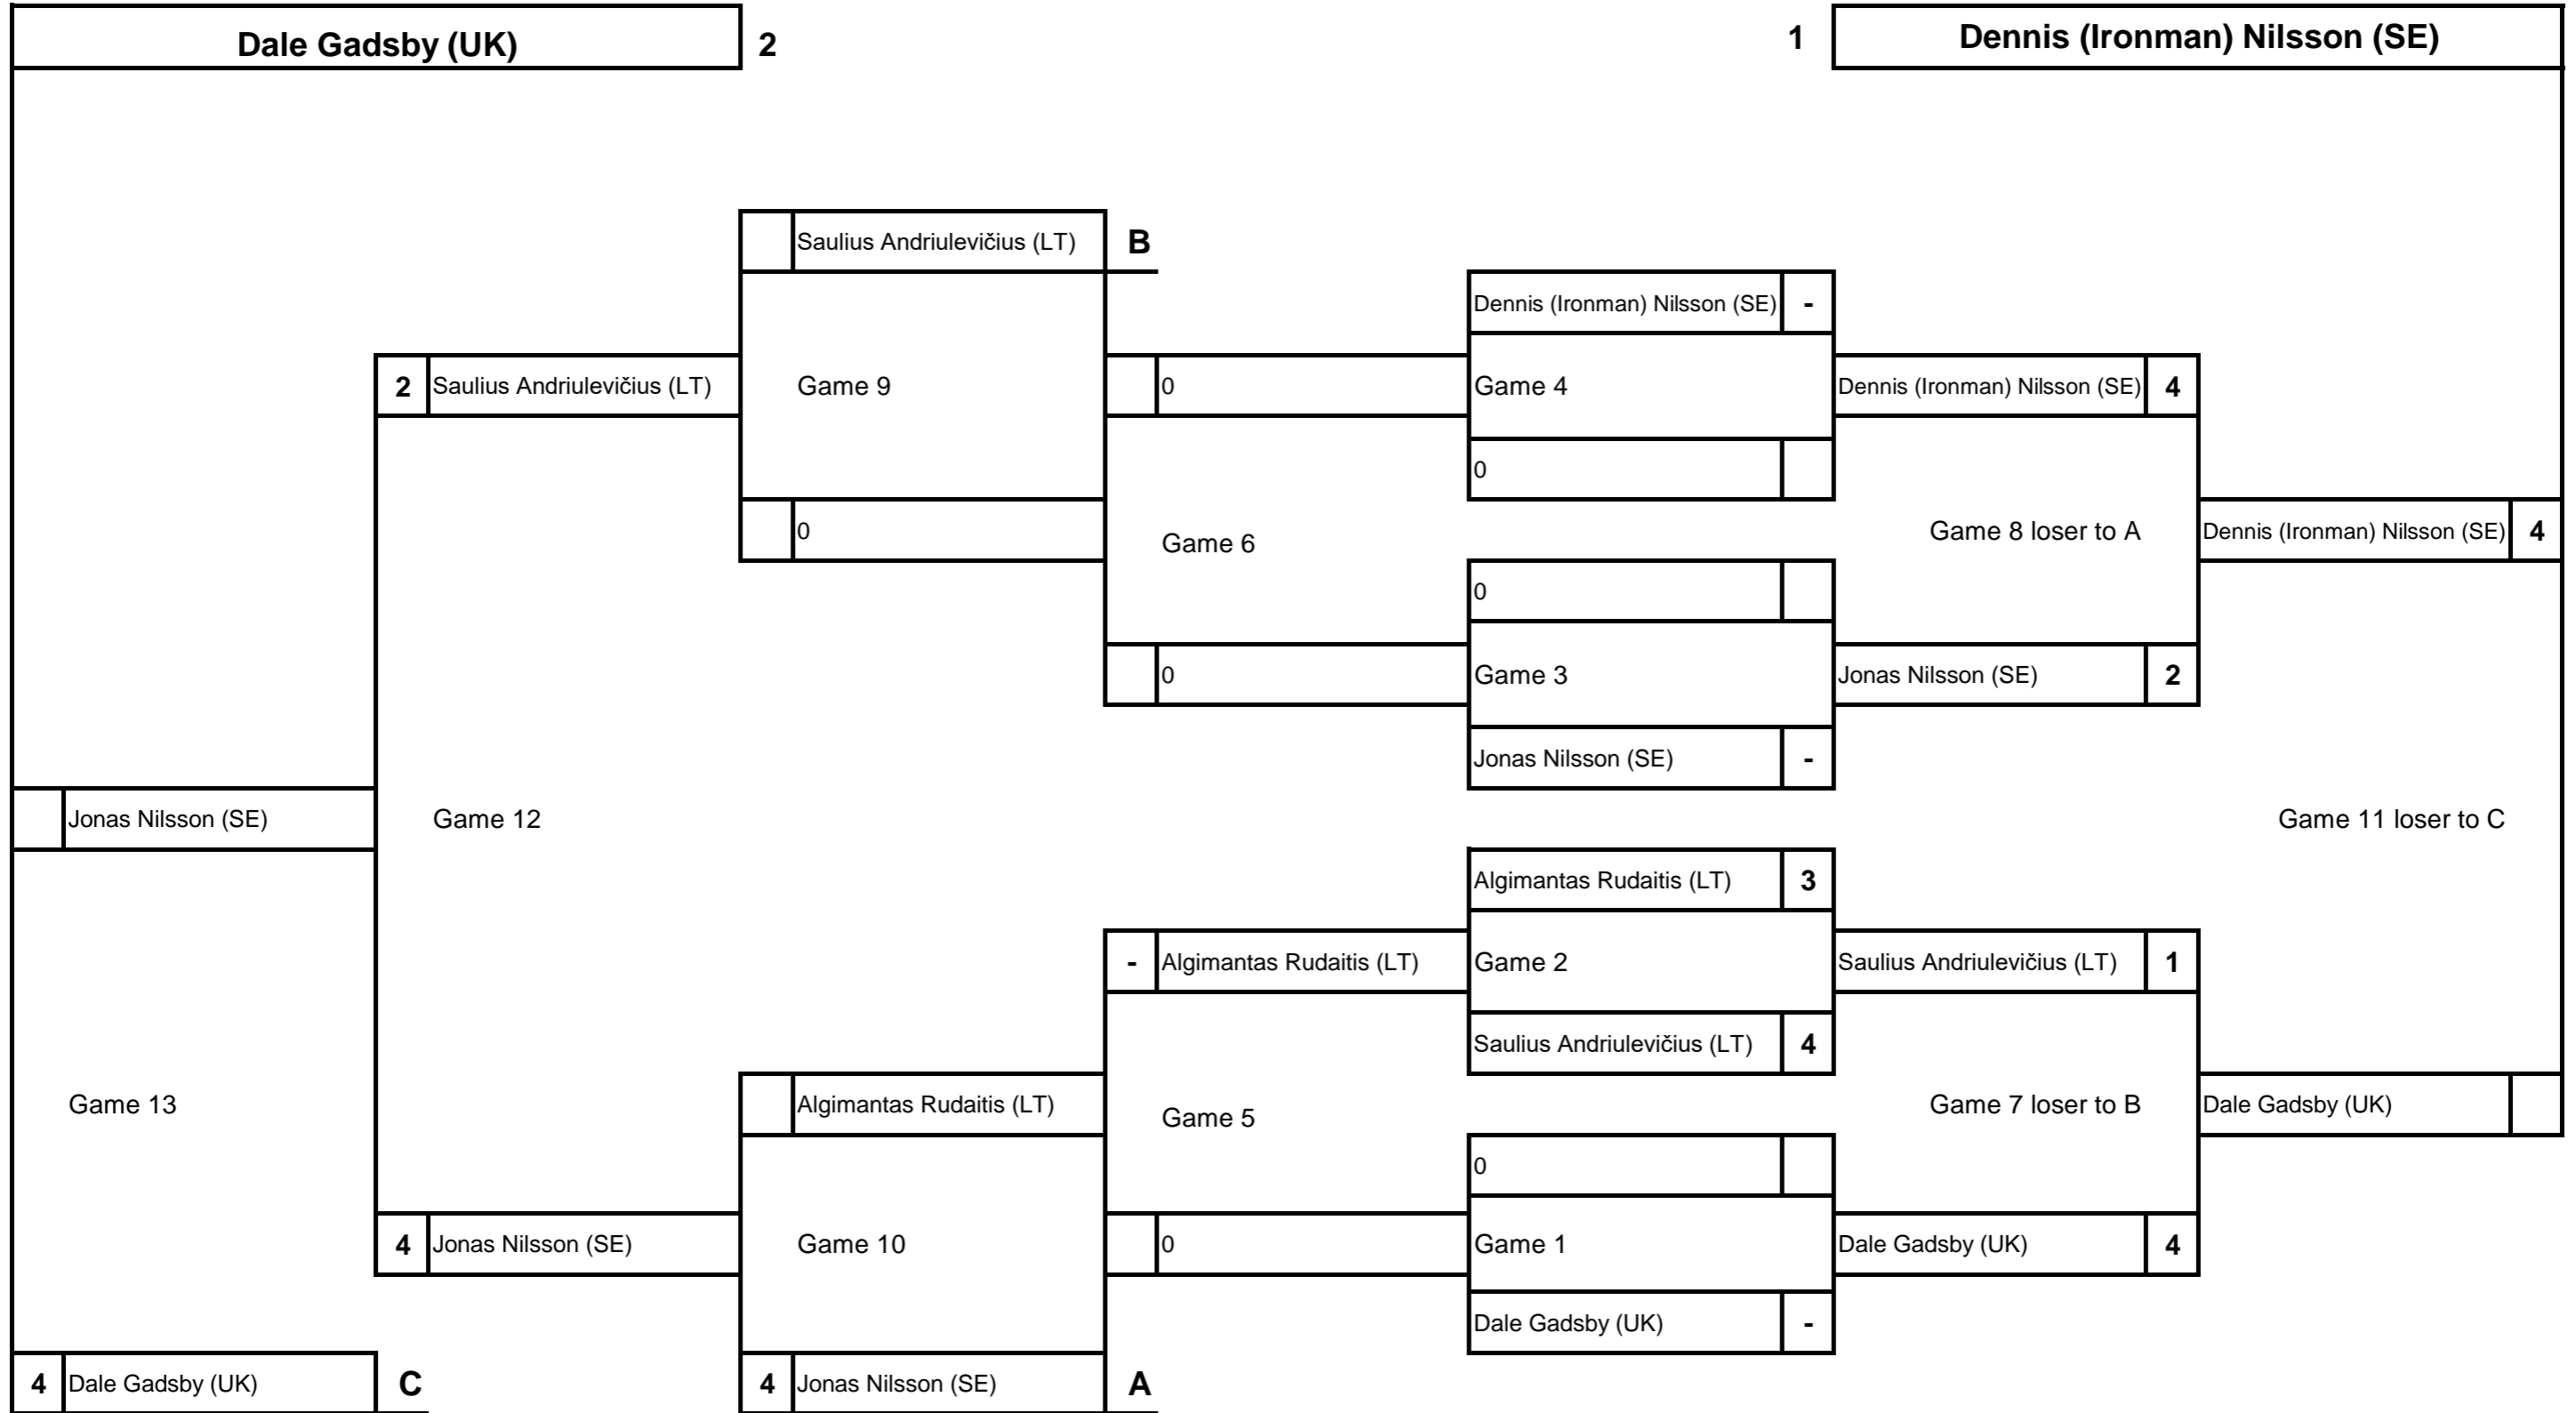 Dale Gadsby (UK) 2 1 Dennis (Ironman) Nilsson (SE)
Saulius Andriulevičius (LT) B
Dennis (Ironman) Nilsson (SE) -
2 Saulius Andriulevičius (LT) Game 9 0 Game 4 Dennis (Ironman) Nilsson (SE) 4
0
0 Game 6 Game 8 loser to A Dennis (Ironman) Nilsson (SE) 4
0
0 Game 3 Jonas Nilsson (SE) 2
Jonas Nilsson (SE) -
Jonas Nilsson (SE) Game 12 Game 11 loser to C
Algimantas Rudaitis (LT) 3
- Algimantas Rudaitis (LT) Game 2 Saulius Andriulevičius (LT) 1
Saulius Andriulevičius (LT) 4
Game 13 Algimantas Rudaitis (LT) Game 5 Game 7 loser to B Dale Gadsby (UK)
0
4 Jonas Nilsson (SE) Game 10 0 Game 1 Dale Gadsby (UK) 4
Dale Gadsby (UK) -
4 Dale Gadsby (UK) C 4 Jonas Nilsson (SE) A